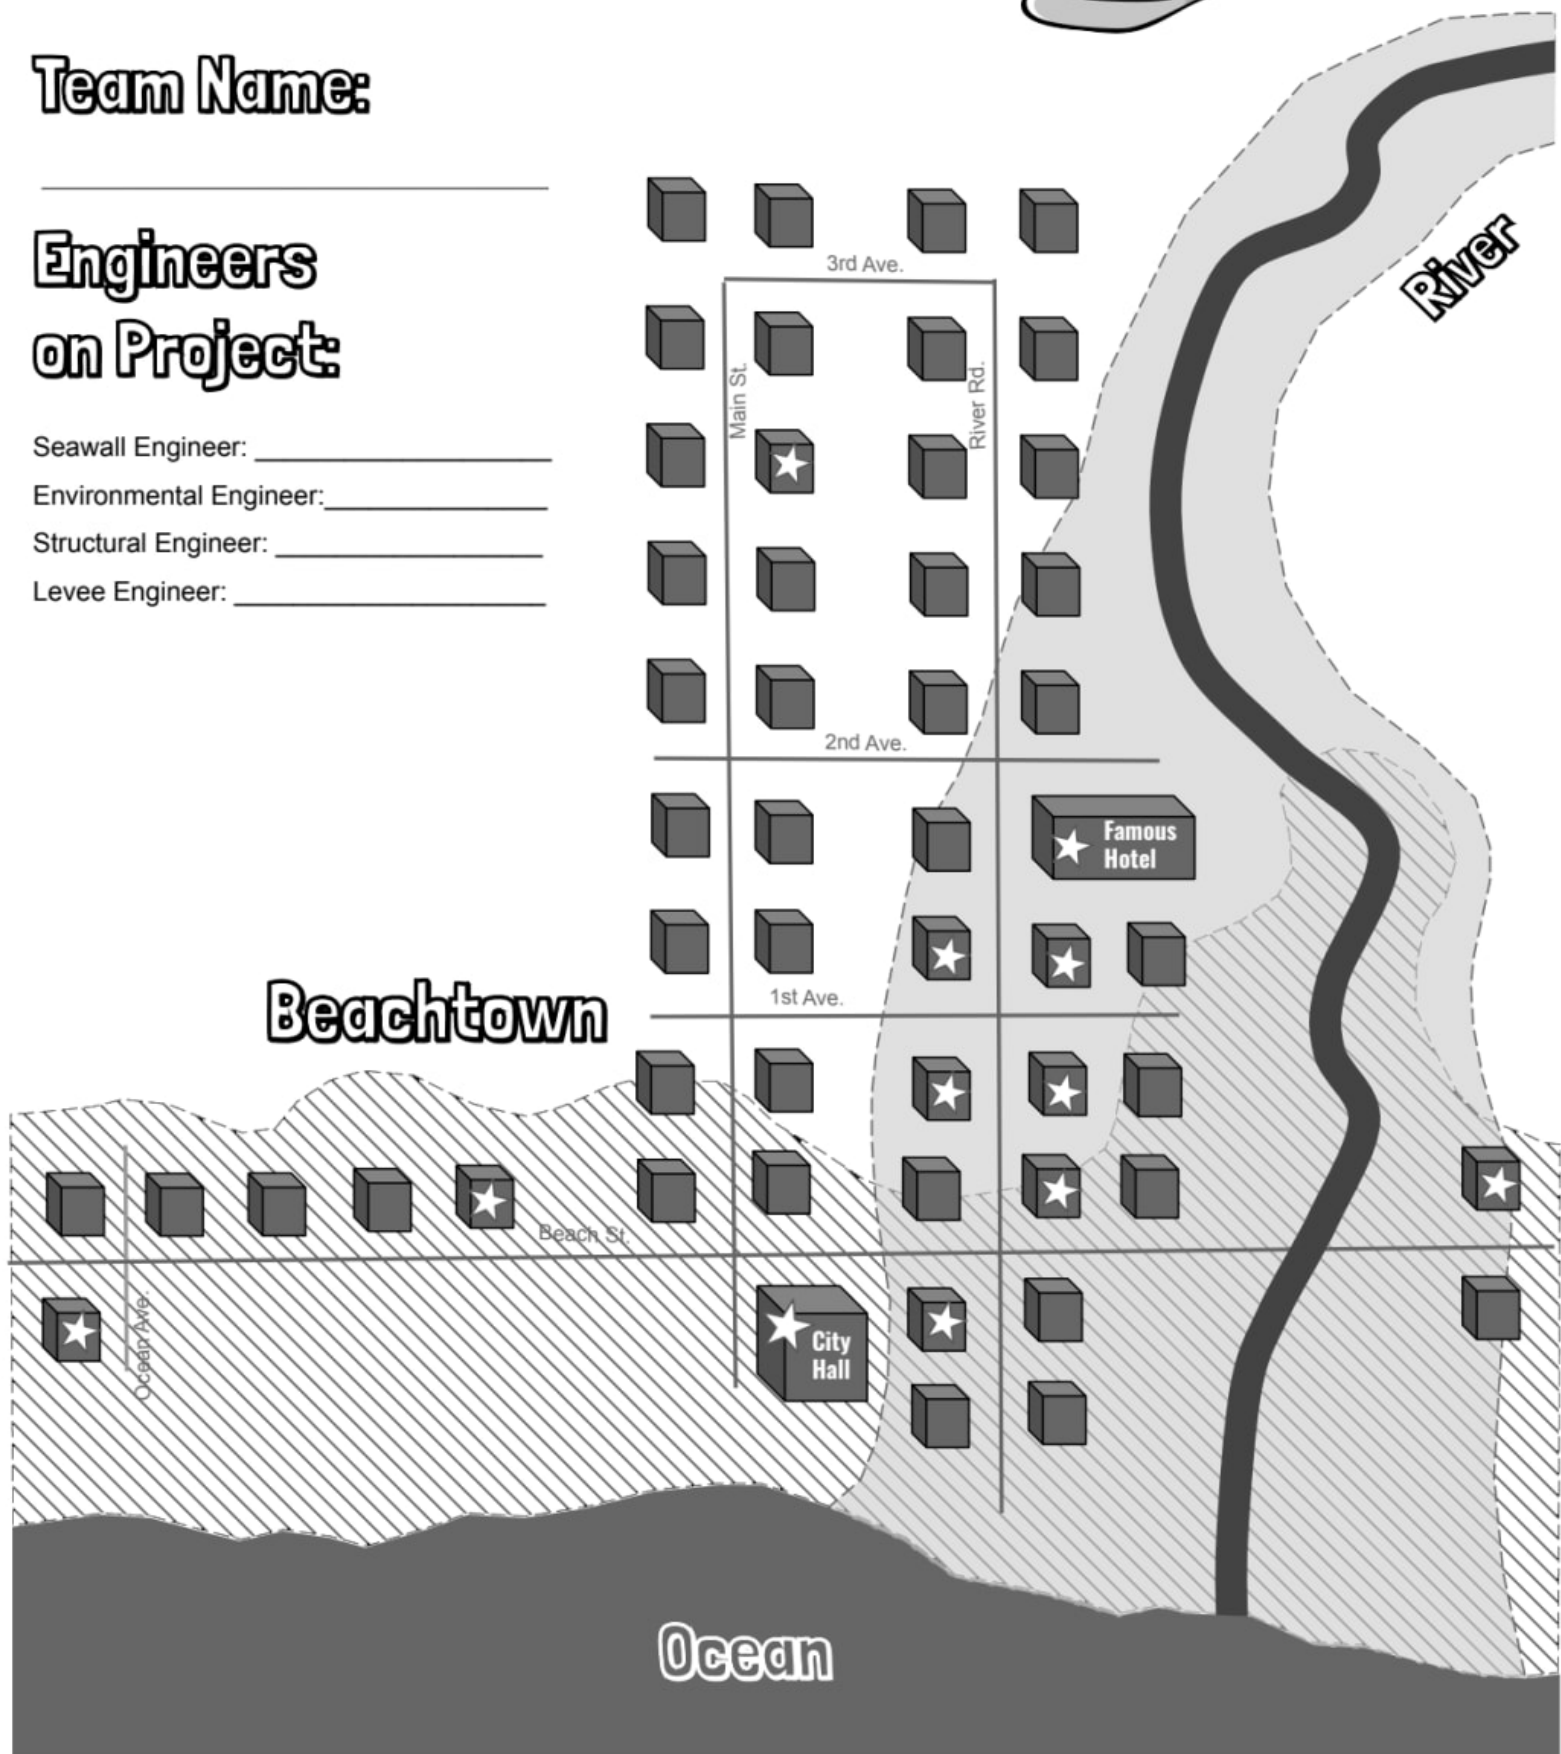 Team Name:
Engineers
on Project:
Seawall Engineer:
Environmental Engineer:
Structural Engineer:
Levee Engineer:
River
3rd Ave.
Main St.
River Rd.
2nd Ave.
Famous
Hotel
1st Ave.
Beachtown
Beach St.
Ocean Ave.
City
Hall
Ocean